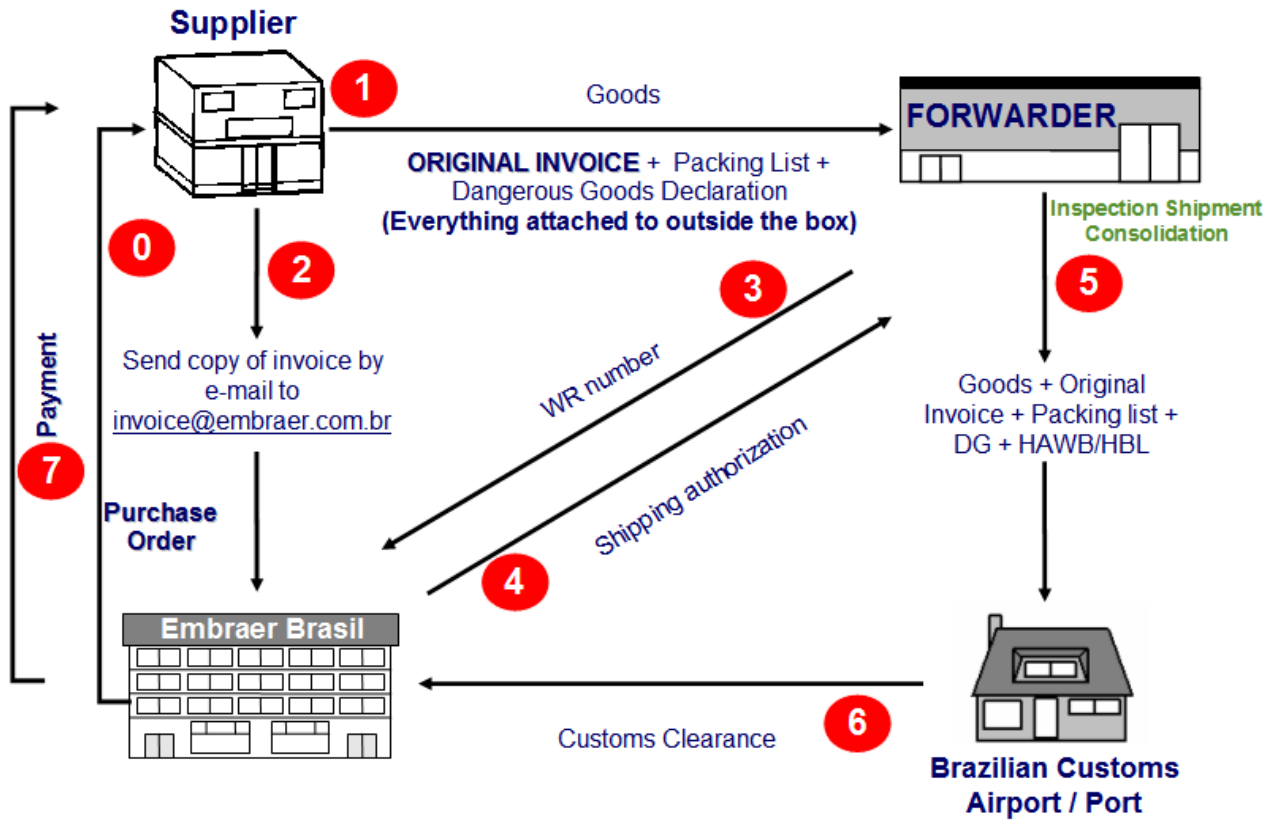 Supplier
1
Goods
FORWARDER
ORIGINAL INVOICE + Packing List +
Dangerous Goods Declaration
(Everything attached to outside the box)
Inspection Shipment
Consolidation
0
2
3
5
Send copy of invoice by
e-mail to
invoice@embraer.com.br
WR number
Shipping authorization
Goods + Original
Invoice + Packing list +
DG + HAWB/HBL
Payment
7
Purchase
Order
4
Embraer Brasil
6
Customs Clearance
Brazilian Customs
Airport / Port